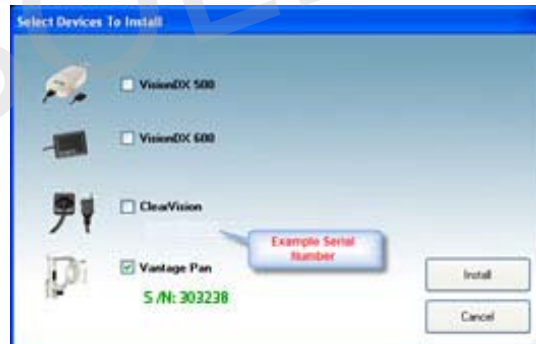 Select Devices To Install
VisionDX 500
VisionDX 600
ClearVision
Example Serial
Number
Vantage Pan
S /N: 303238
Install
Cancel